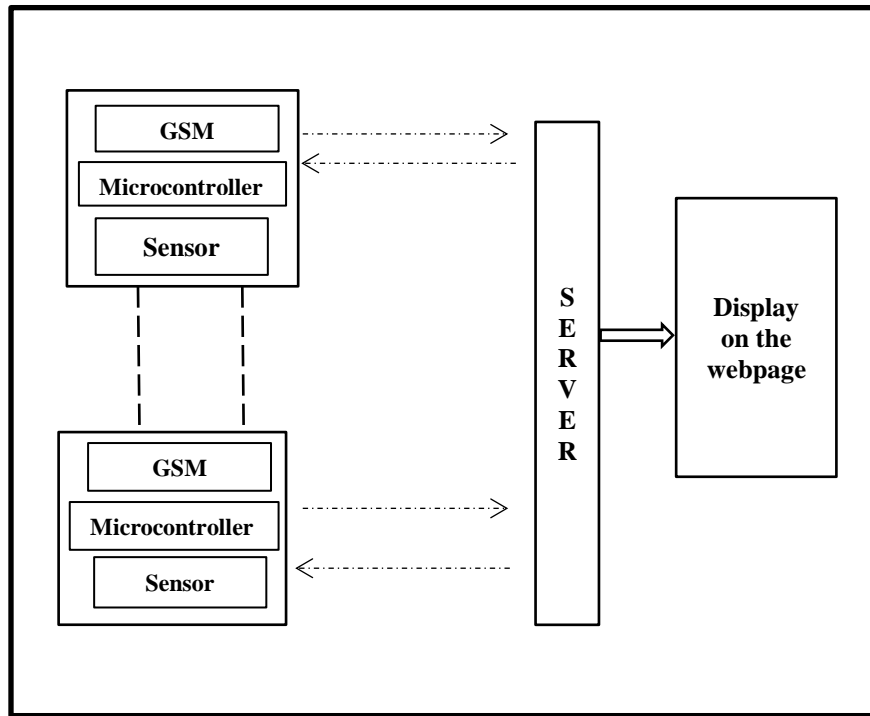 GSM
Microcontroller
Sensor
GSM
Microcontroller
Sensor
S
E
R
V
E
R
Display
on the
webpage